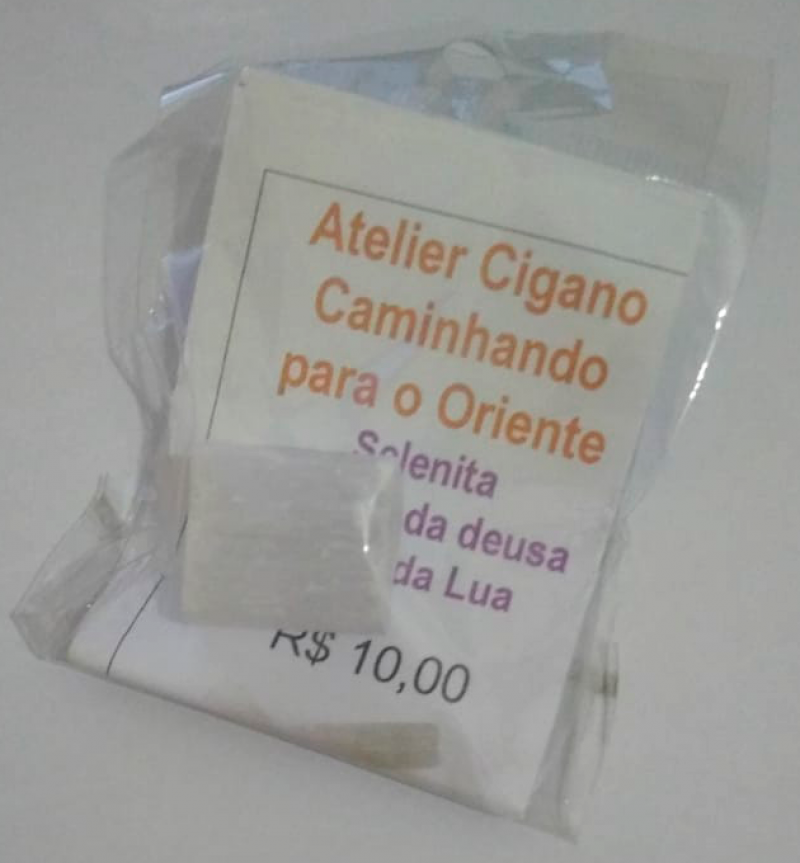 Atelier Cigano
Caminhando
para o Oriente
Selenita
da deusa
da Lua
R$ 10,00